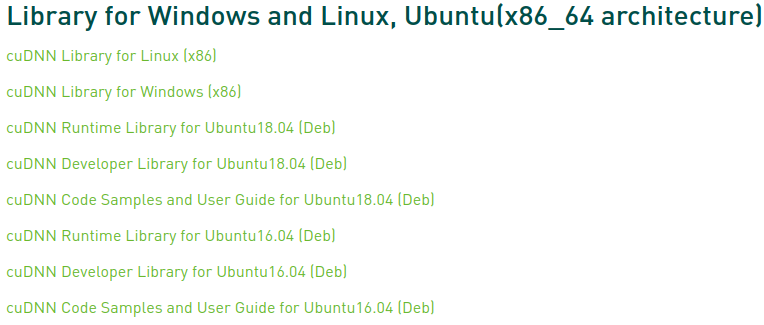 Library for Windows and Linux, Ubuntu(x86_64 architecture)
cuDNN Library for Linux (x86)
cuDNN Library for Windows (x86)
cuDNN Runtime Library for Ubuntu18.04 (Deb)
cuDNN Developer Library for Ubuntu18.04 (Deb)
cuDNN Code Samples and User Guide for Ubuntu18.04 (Deb)
cuDNN Runtime Library for Ubuntu16.04 (Deb)
cuDNN Developer Library for Ubuntu16.04 (Deb)
cuDNN Code Samples and User Guide for Ubuntu16.04 (Deb)